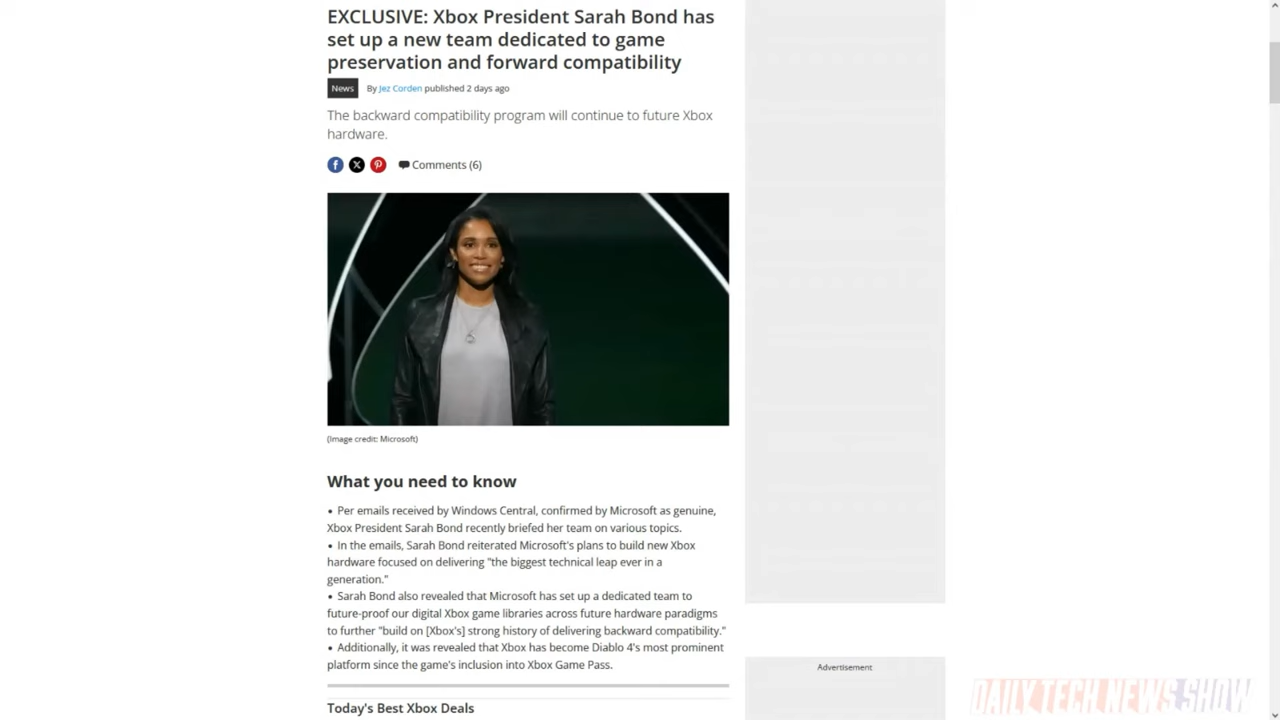 EXCLUSIVE: Xbox President Sarah Bond has
set up a new team dedicated to game
preservation and forward compatibility
News By Jez Corden published 2 days ago
The backward compatibility program will continue to future Xbox
hardware.
Comments (6)
(Image credit: Microsoft)
What you need to know
• Per emails received by Windows Central, confirmed by Microsoft as genuine,
Xbox President Sarah Bond recently briefed her team on various topics.
• In the emails, Sarah Bond reiterated Microsoft's plans to build new Xbox
hardware focused on delivering "the biggest technical leap ever in a
generation."
• Sarah Bond also revealed that Microsoft has set up a dedicated team to
future-proof our digital Xbox game libraries across future hardware paradigms
to further "build on [Xbox's] strong history of delivering backward compatibility."
• Additionally, it was revealed that Xbox has become Diablo 4's most prominent
platform since the game's inclusion into Xbox Game Pass.
Advertisement
Today's Best Xbox Deals
DAILY TECH NEWS SHOW